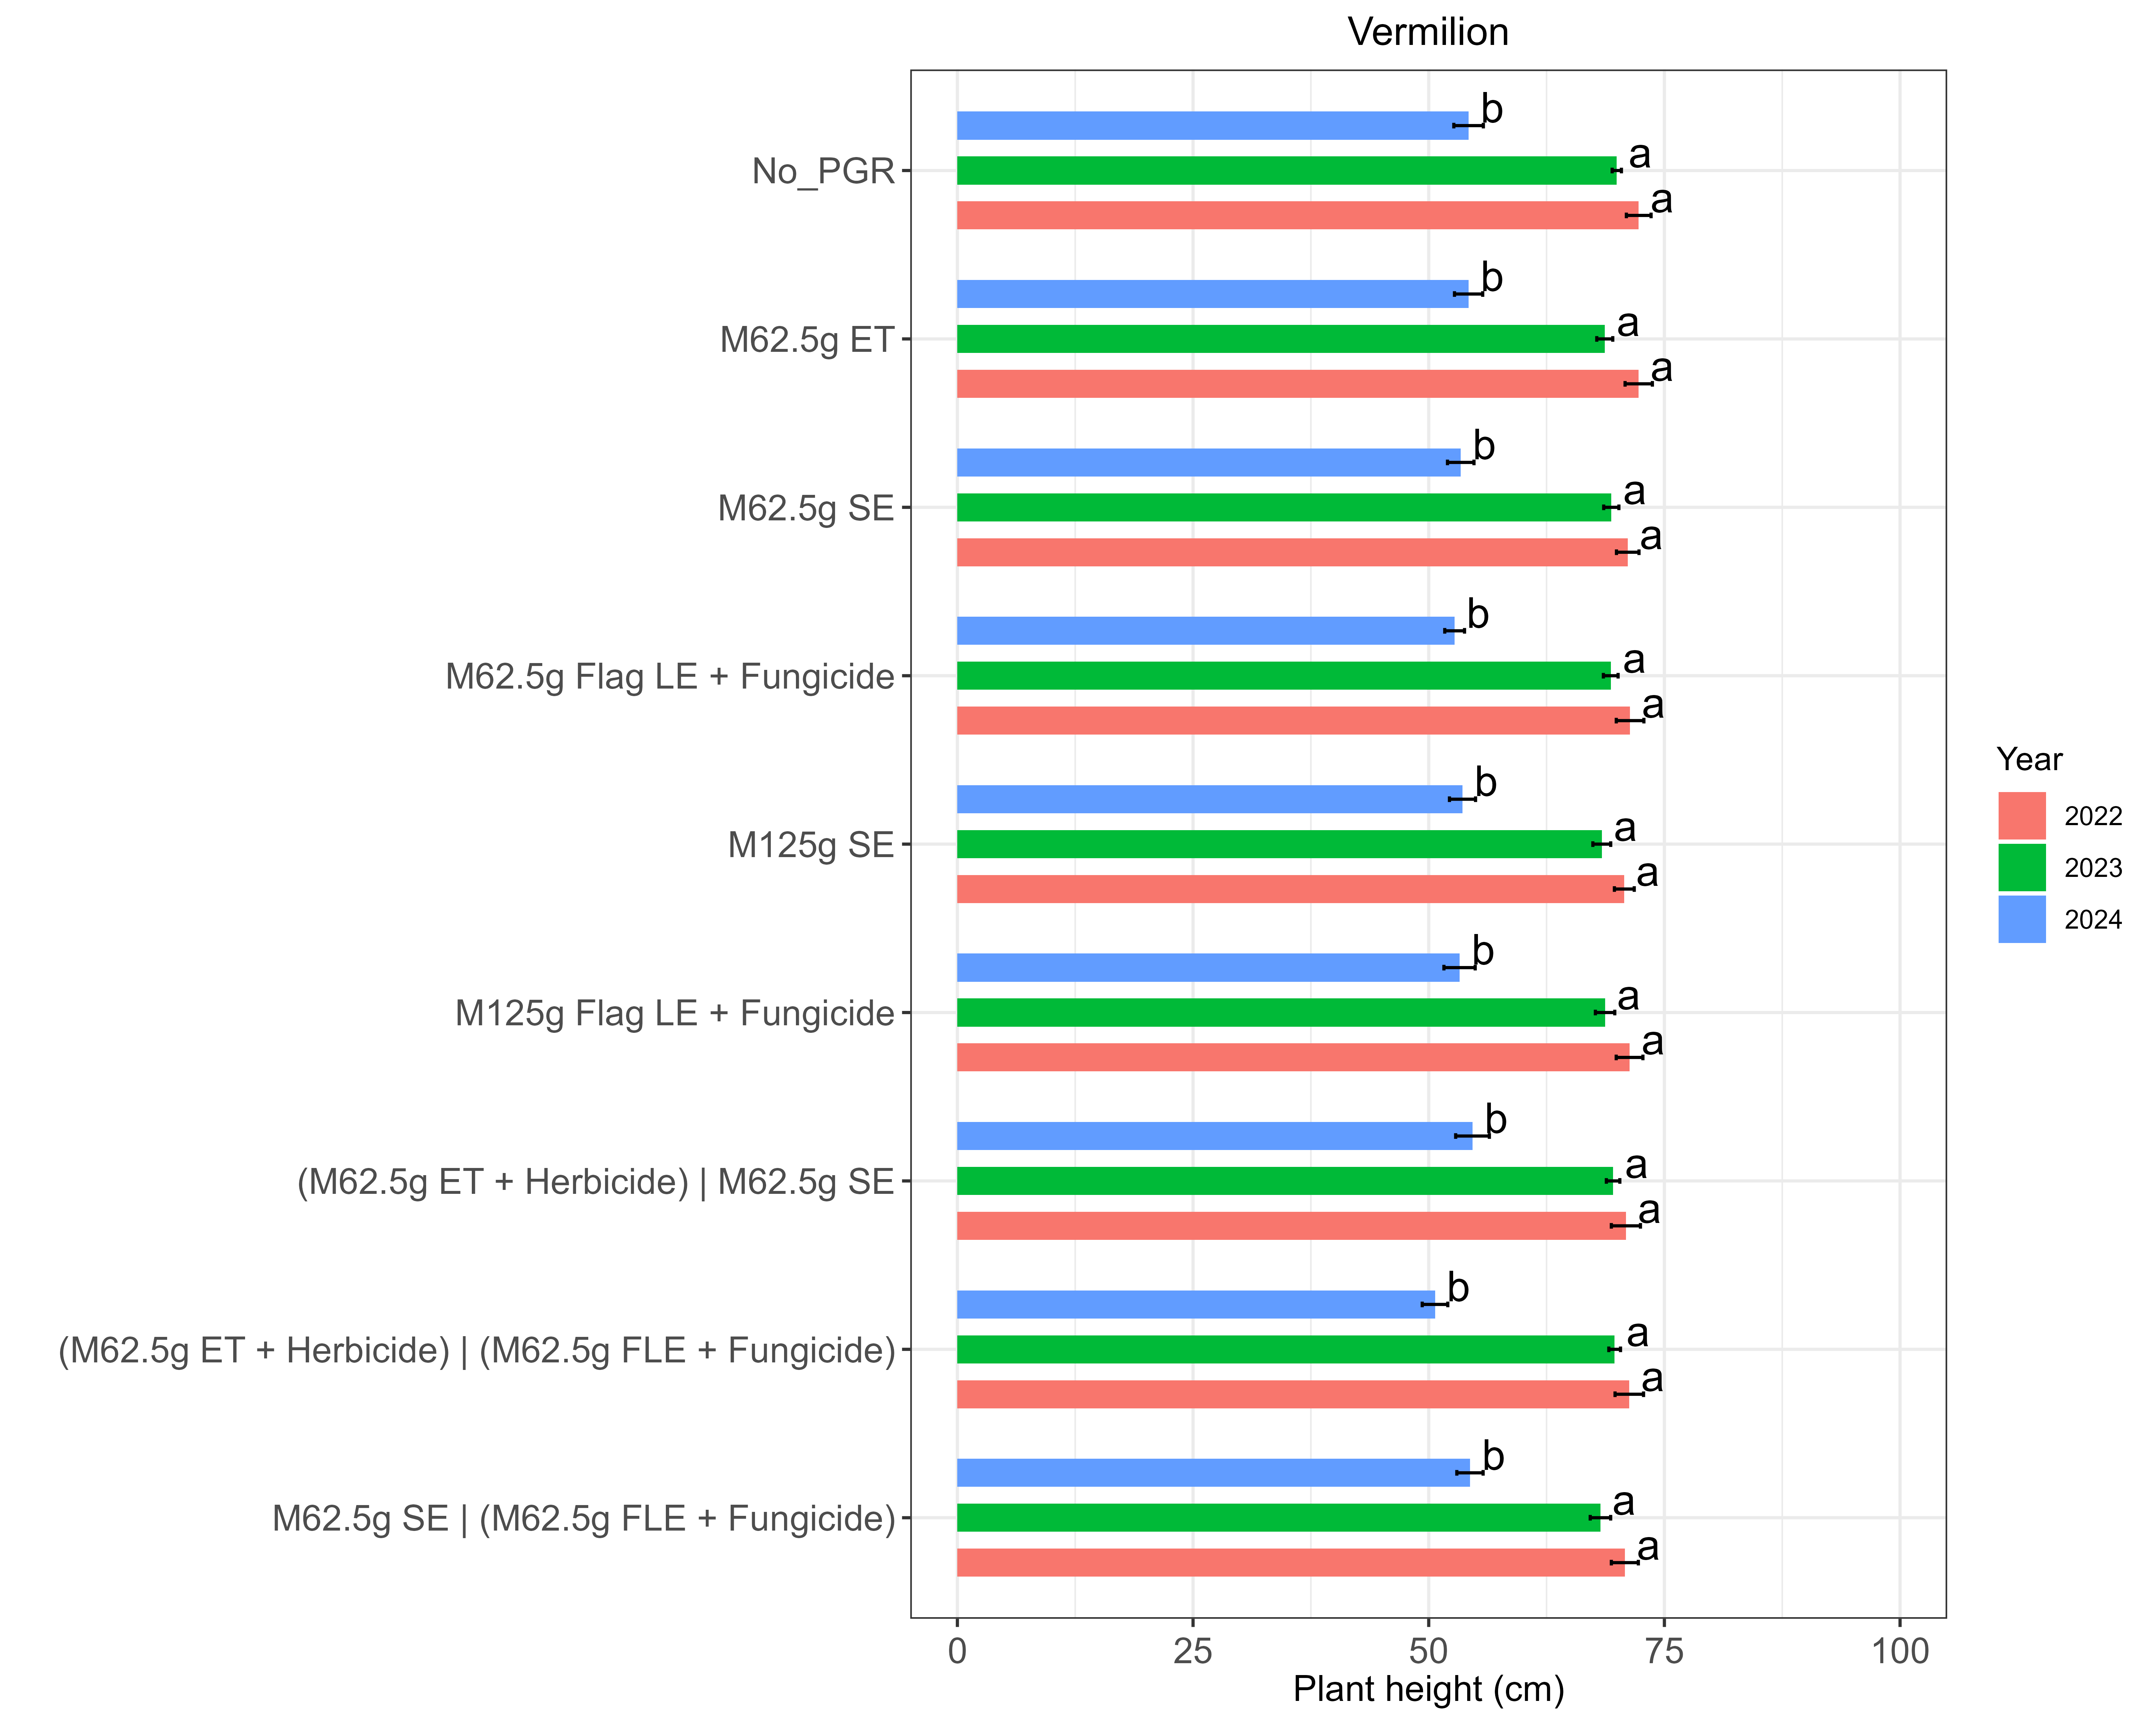 Vermilion
No_PGR
b
a
a
M62.5g ET
b
a
a
M62.5g SE
b
a
a
M62.5g Flag LE + Fungicide
b
a
a
M125g SE
b
a
a
M125g Flag LE + Fungicide
b
a
a
(M62.5g ET + Herbicide) | M62.5g SE
b
a
a
(M62.5g ET + Herbicide) | (M62.5g FLE + Fungicide)
b
a
a
M62.5g SE | (M62.5g FLE + Fungicide)
b
a
a
0 25 50 75 100
Plant height (cm)
Year
2022
2023
2024